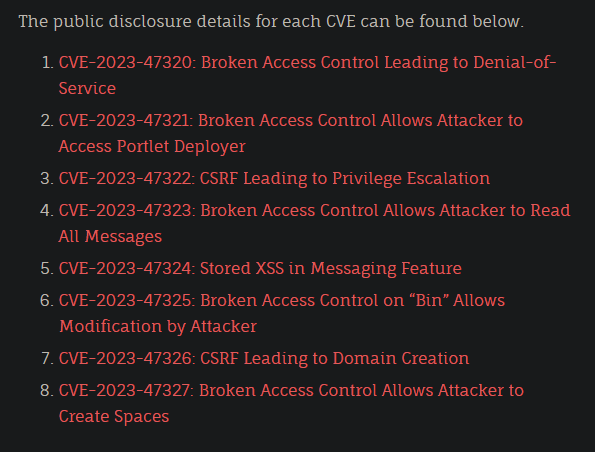 The public disclosure details for each CVE can be found below.
1. CVE-2023-47320: Broken Access Control Leading to Denial-of-
Service
2. CVE-2023-47321: Broken Access Control Allows Attacker to
Access Portlet Deployer
3. CVE-2023-47322: CSRF Leading to Privilege Escalation
4. CVE-2023-47323: Broken Access Control Allows Attacker to Read
All Messages
5. CVE-2023-47324: Stored XSS in Messaging Feature
6. CVE-2023-47325: Broken Access Control on “Bin” Allows
Modification by Attacker
7. CVE-2023-47326: CSRF Leading to Domain Creation
8. CVE-2023-47327: Broken Access Control Allows Attacker to
Create Spaces